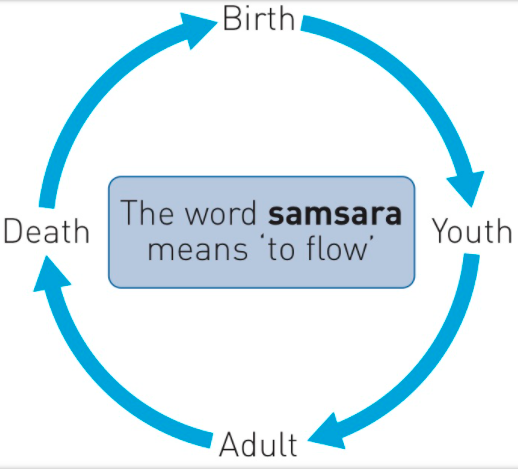 Birth
Youth
Adult
Death
The word samsara
means ‘to flow’